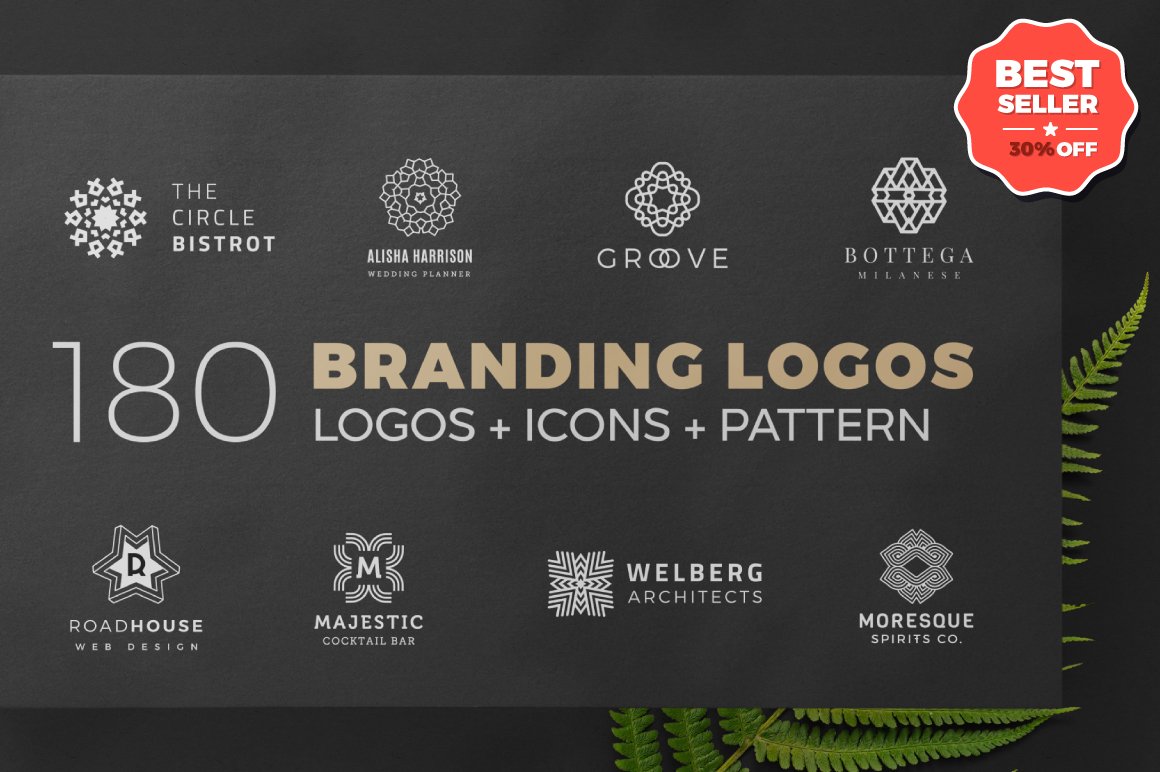 BEST
SELLER
30% OFF
THE
CIRCLE
BISTROT
ALISHA HARRISON
WEDDING PLANNER
GROOVE
BOTTEGA
MILANESE
180
BRANDING LOGOS
LOGOS + ICONS + PATTERN
R
ROADHOUSE
WEB DESIGN
M
MAJESTIC
COCKTAIL BAR
WELBERG
ARCHITECTS
MORESQUE
SPIRITS CO.